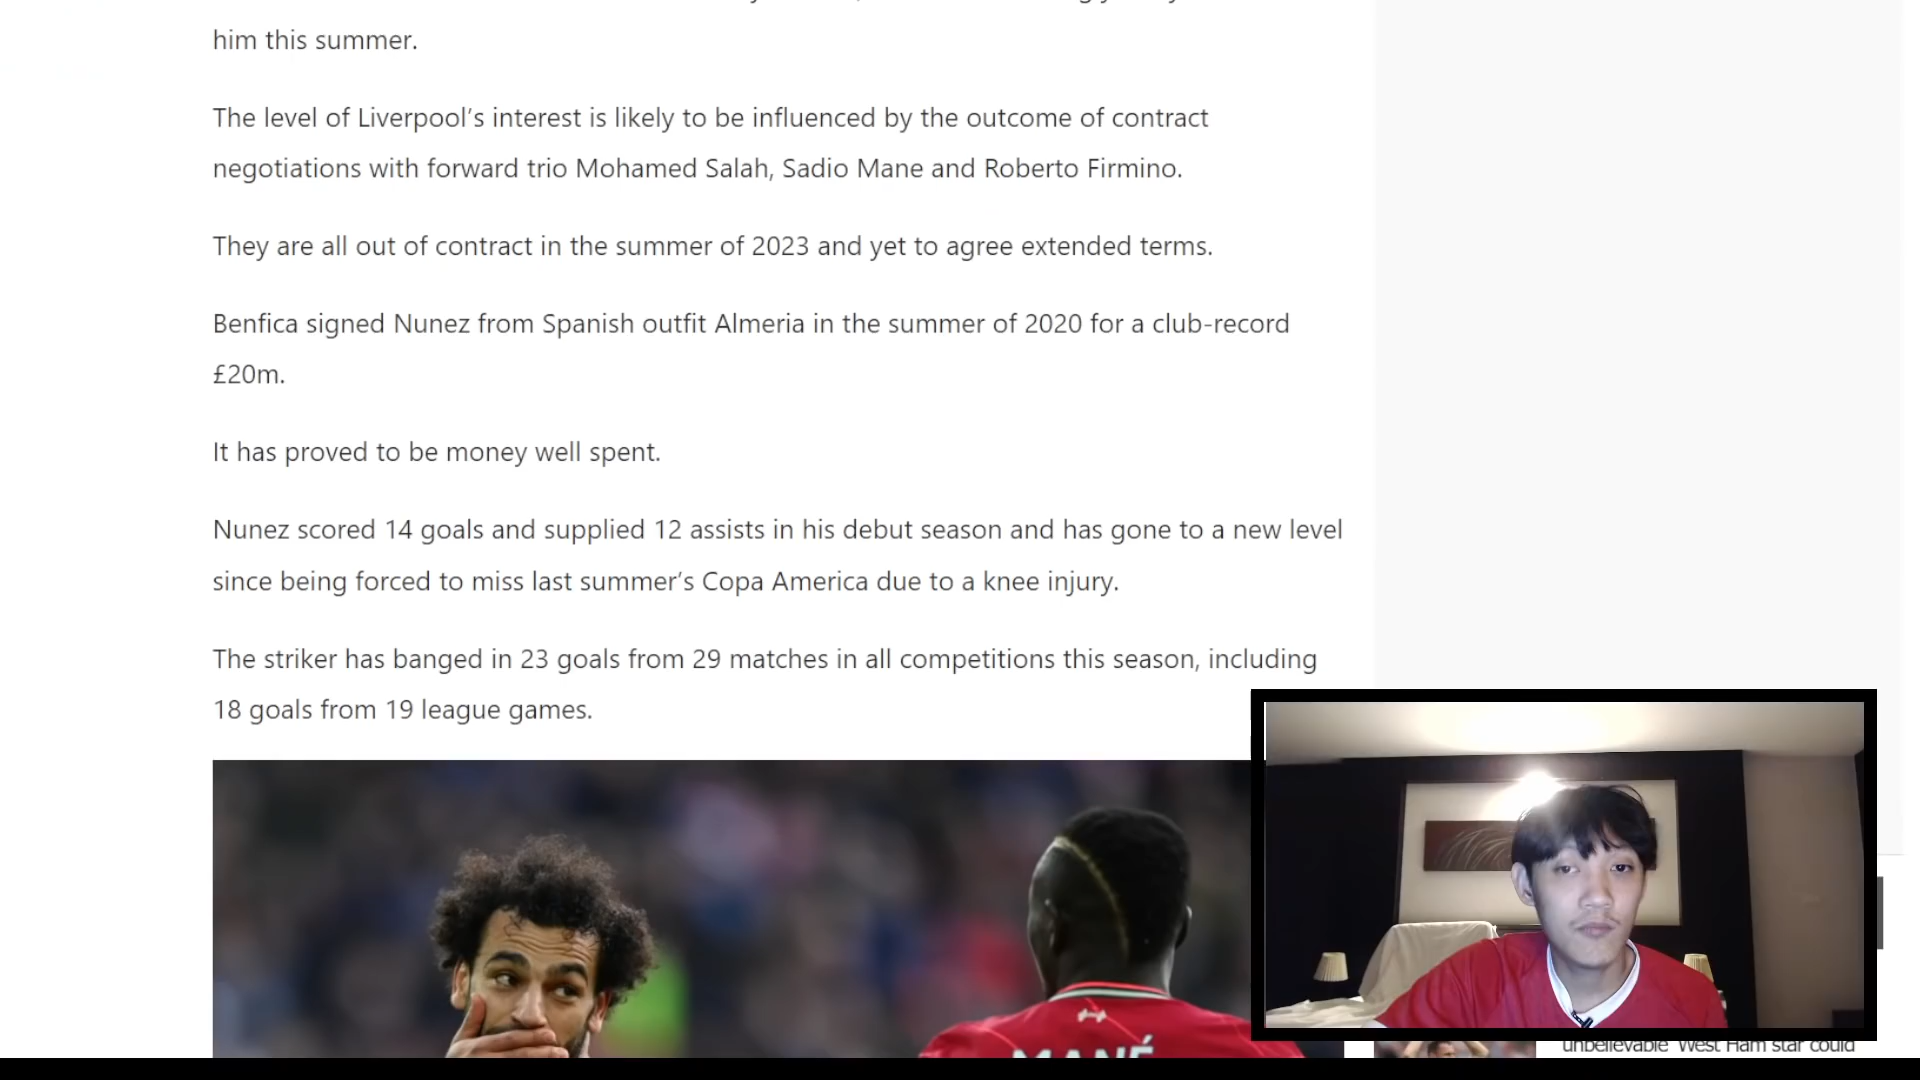 him this summer.
The level of Liverpool’s interest is likely to be influenced by the outcome of contract
negotiations with forward trio Mohamed Salah, Sadio Mane and Roberto Firmino.
They are all out of contract in the summer of 2023 and yet to agree extended terms.
Benfica signed Nunez from Spanish outfit Almeria in the summer of 2020 for a club-record
£20m.
It has proved to be money well spent.
Nunez scored 14 goals and supplied 12 assists in his debut season and has gone to a new level
since being forced to miss last summer’s Copa America due to a knee injury.
The striker has banged in 23 goals from 29 matches in all competitions this season, including
18 goals from 19 league games.
MANÉ
unbelievable' West Ham star could